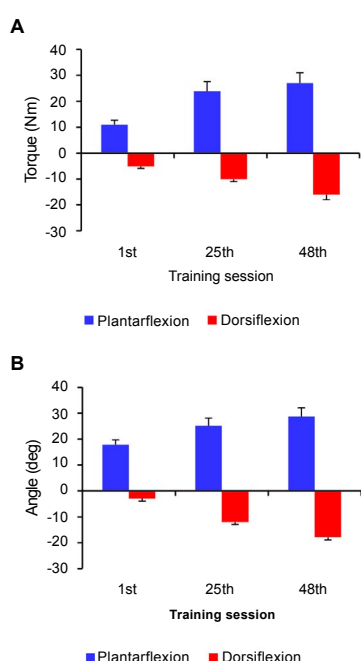 A
Torque (Nm)
40
30
20
10
0
-10
-20
-30
1st 25th 48th
Training session
Plantarflexion Dorsiflexion
B
Angle (deg)
40
30
20
10
0
-10
-20
-30
1st 25th 48th
Training session
Plantarflexion Dorsiflexion